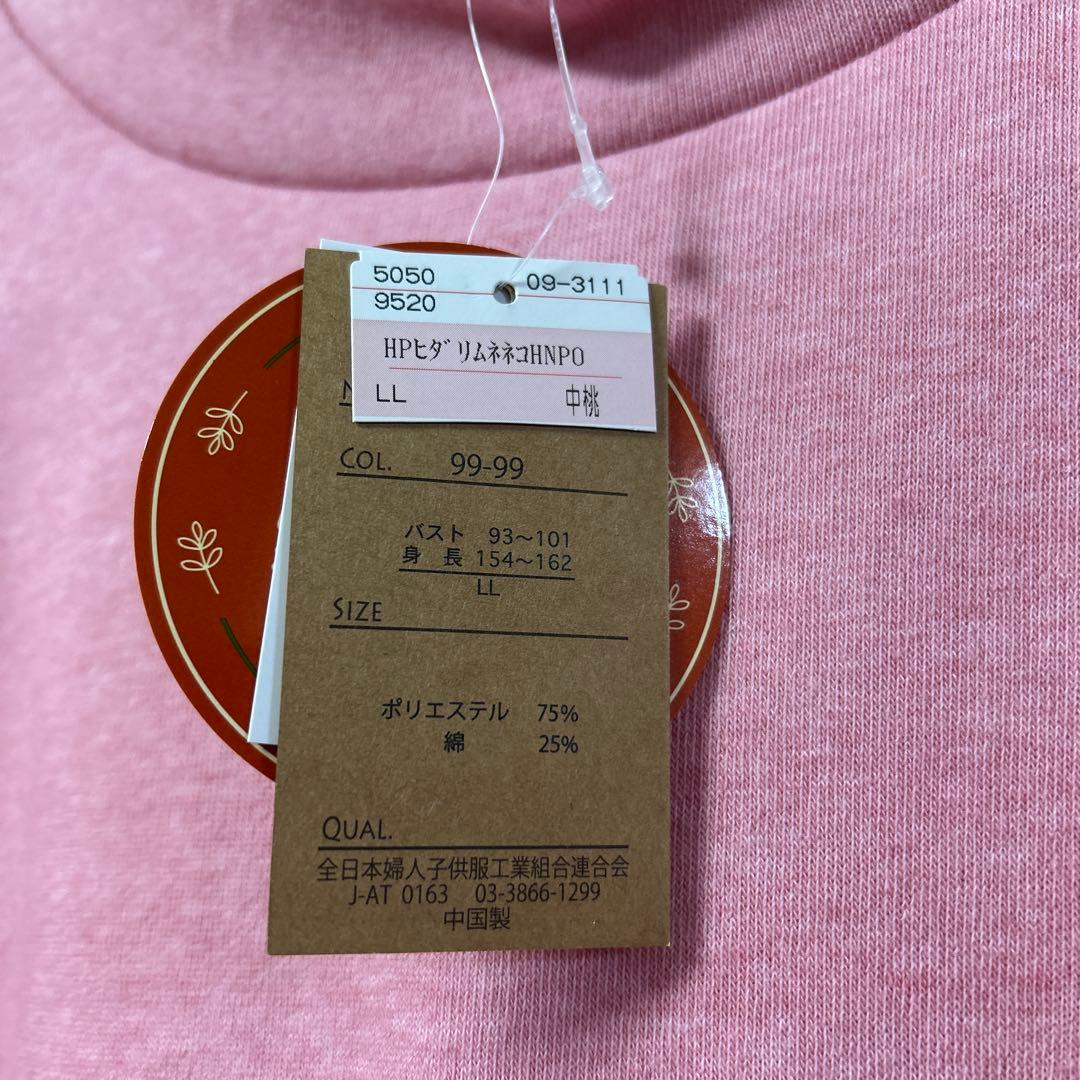 5050 09-3111
9520
HPﾋﾀﾞﾘﾑﾈﾈｺHNPO
LL 中桃
COL. 99-99
バスト 93～101
身 長 154～162
LL
SIZE
ポリエステル 75%
綿 25%
QUAL.
全日本婦人子供服工業組合連合会
J-AT 0163 03-3866-1299
中国製